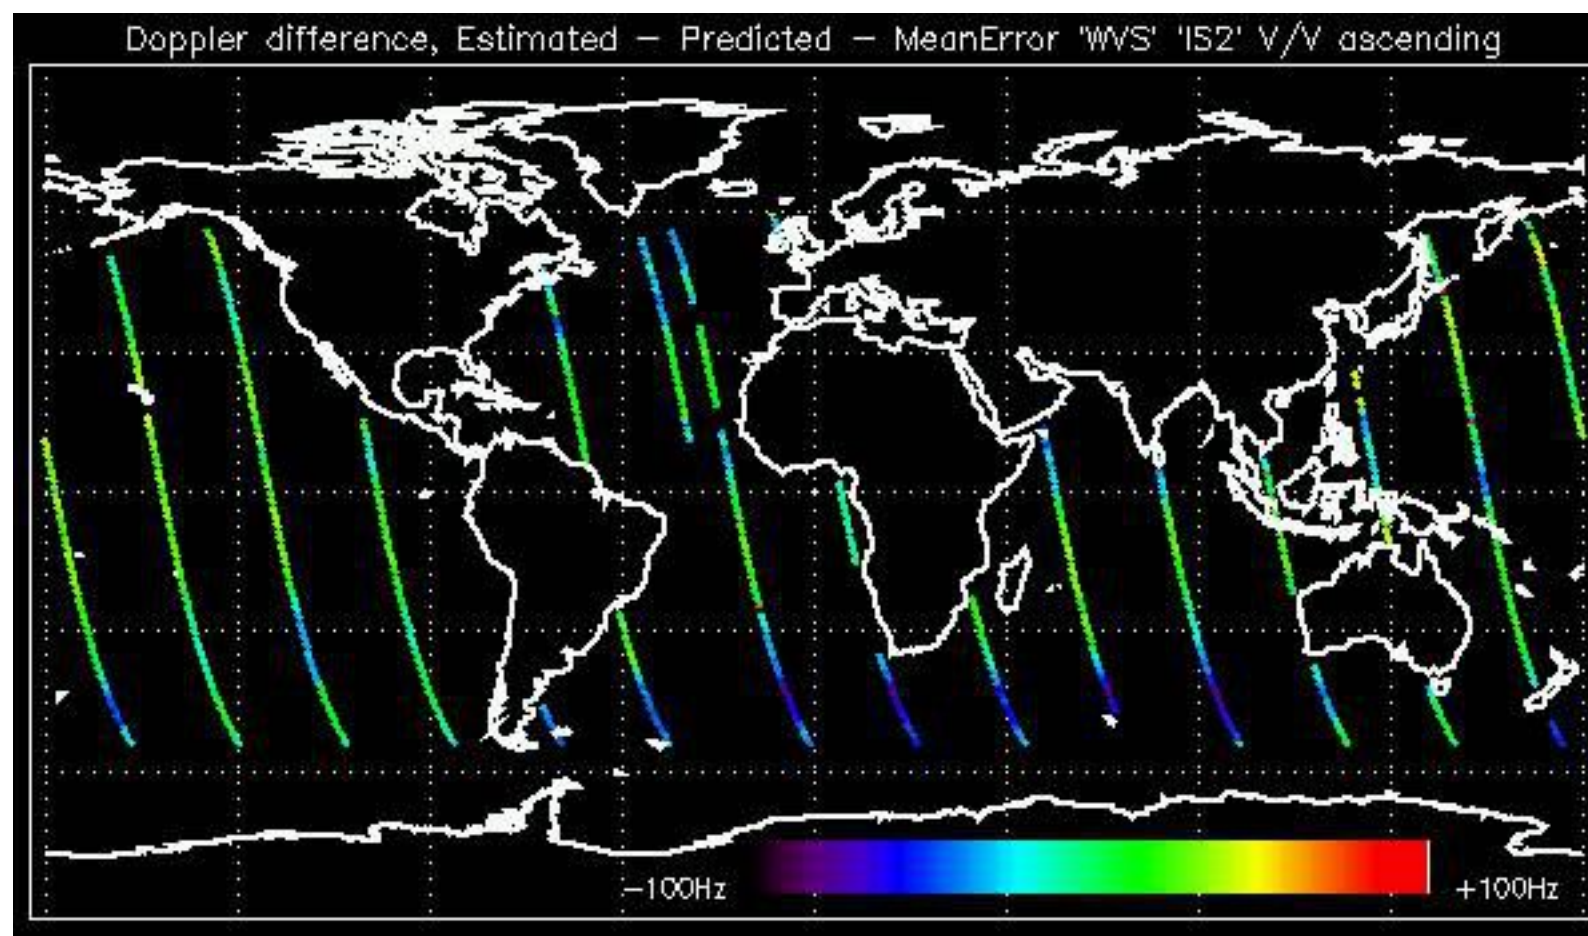 Doppler difference, Estimated – Predicted – MeanError 'WVS' 'IS2' V/V ascending
–100Hz
+100Hz